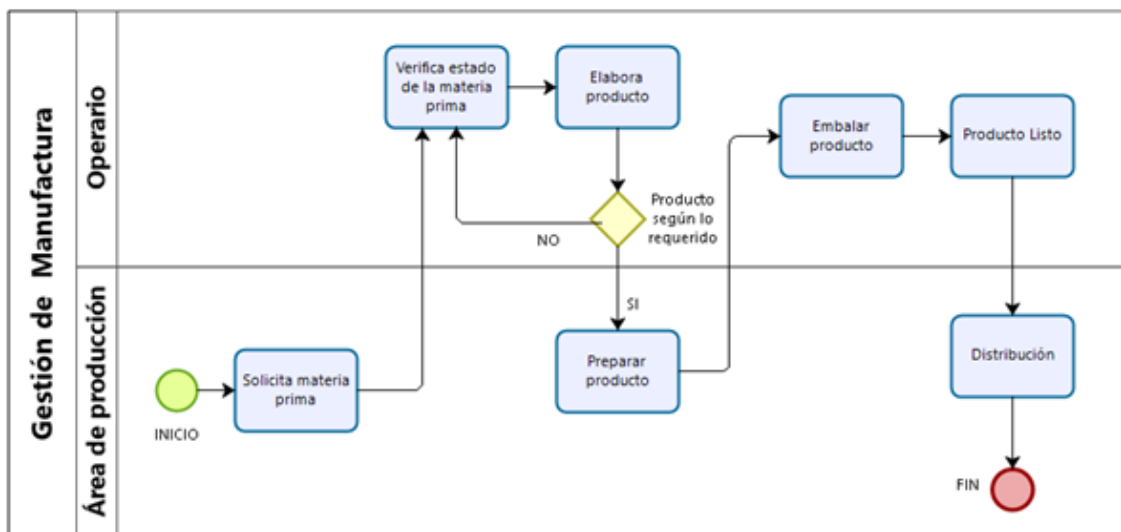 Gestión de Manufactura
Operario
Verifica estado
de la materia
prima
Elabora
producto
Producto
según lo
requerido
NO
SI
Embalar
producto
Producto Listo
Área de producción
INICIO
Solicita materia
prima
Preparar
producto
Distribución
FIN